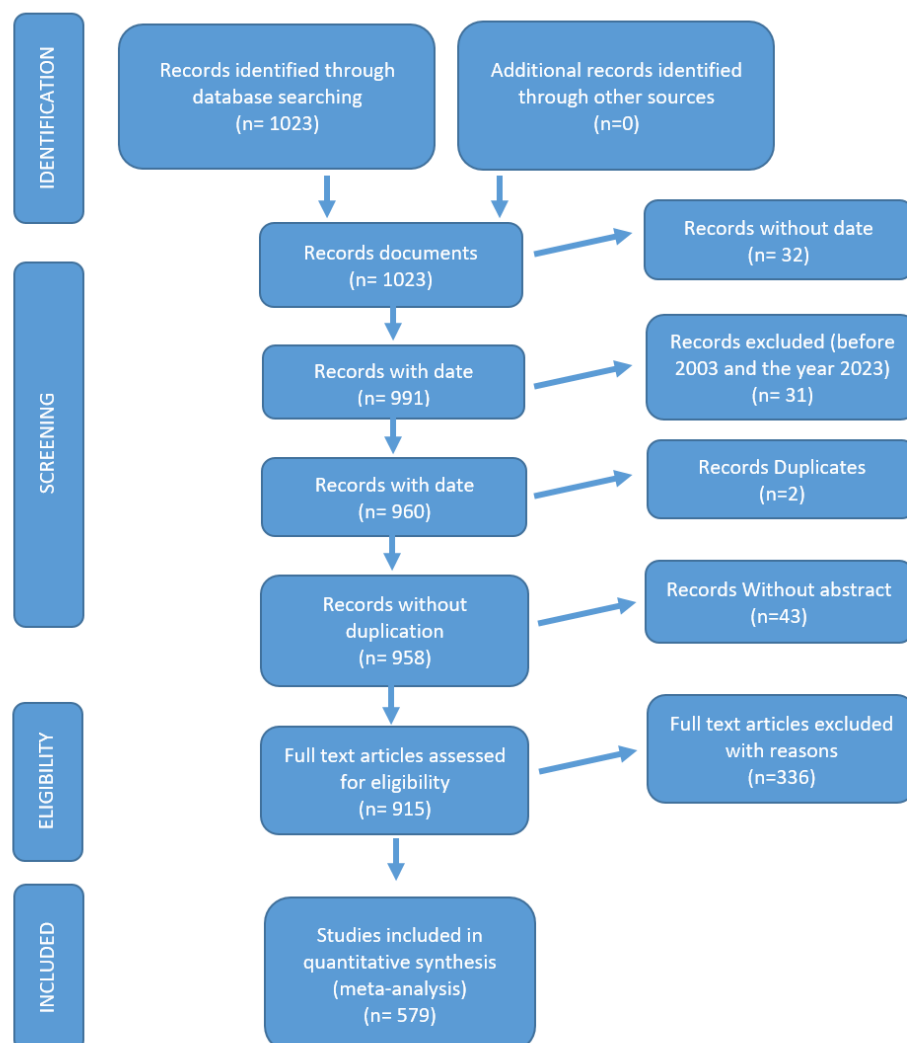 IDENTIFICATION
Records identified through
database searching
(n= 1023)
Additional records identified
through other sources
(n=0)
Records documents
(n= 1023)
Records without date
(n= 32)
SCREENING
Records with date
(n= 991)
Records excluded (before
2003 and the year 2023)
(n= 31)
Records with date
(n= 960)
Records Duplicates
(n=2)
Records without
duplication
(n= 958)
Records Without abstract
(n=43)
ELIGIBILITY
Full text articles assessed
for eligibility
(n= 915)
Full text articles excluded
with reasons
(n=336)
INCLUDED
Studies included in
quantitative synthesis
(meta-analysis)
(n= 579)